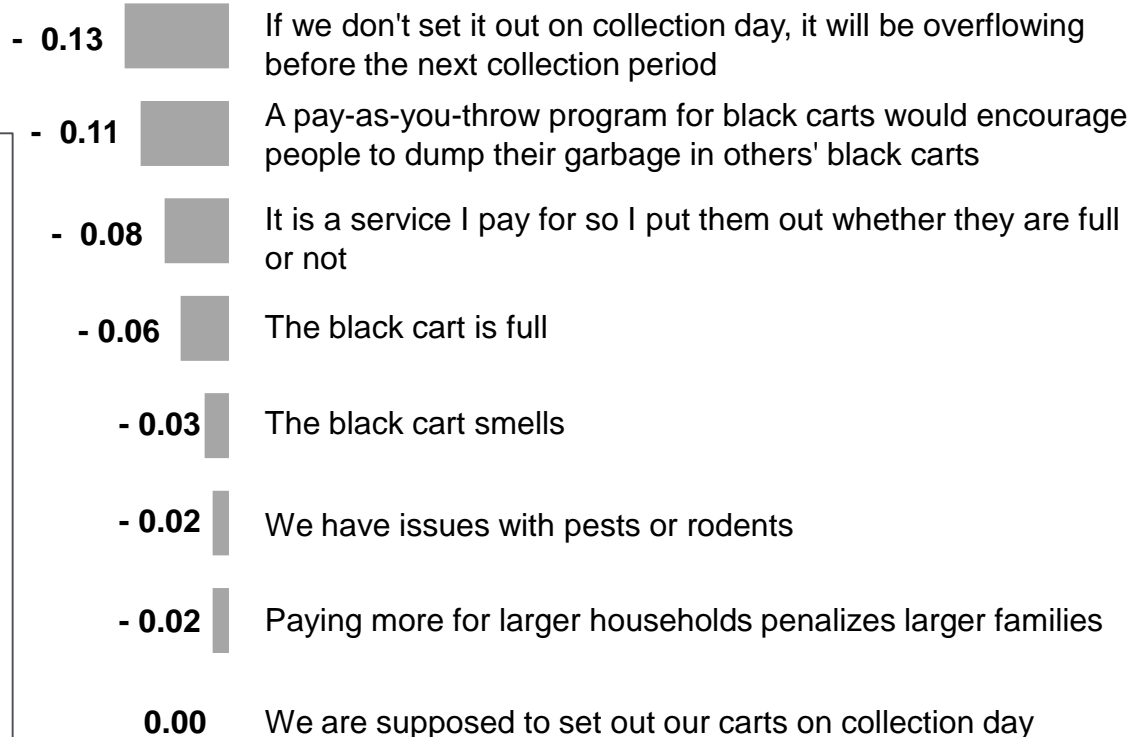 - 0.13 If we don't set it out on collection day, it will be overflowing
before the next collection period
- 0.11 A pay-as-you-throw program for black carts would encourage
people to dump their garbage in others' black carts
- 0.08 It is a service I pay for so I put them out whether they are full
or not
- 0.06 The black cart is full
- 0.03 The black cart smells
- 0.02 We have issues with pests or rodents
- 0.02 Paying more for larger households penalizes larger families
0.00 We are supposed to set out our carts on collection day